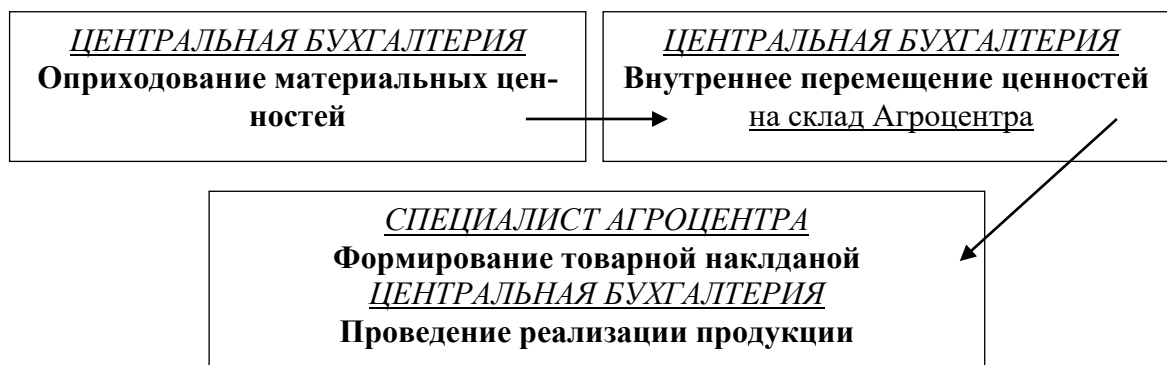 ЦЕНТРАЛЬНАЯ БУХГАЛТЕРИЯ
Оприходование материальных цен-
ностей
ЦЕНТРАЛЬНАЯ БУХГАЛТЕРИЯ
Внутреннее перемещение ценностей
на склад Агроцентра
СПЕЦИАЛИСТ АГРОЦЕНТРА
Формирование товарной наклданой
ЦЕНТРАЛЬНАЯ БУХГАЛТЕРИЯ
Проведение реализации продукции